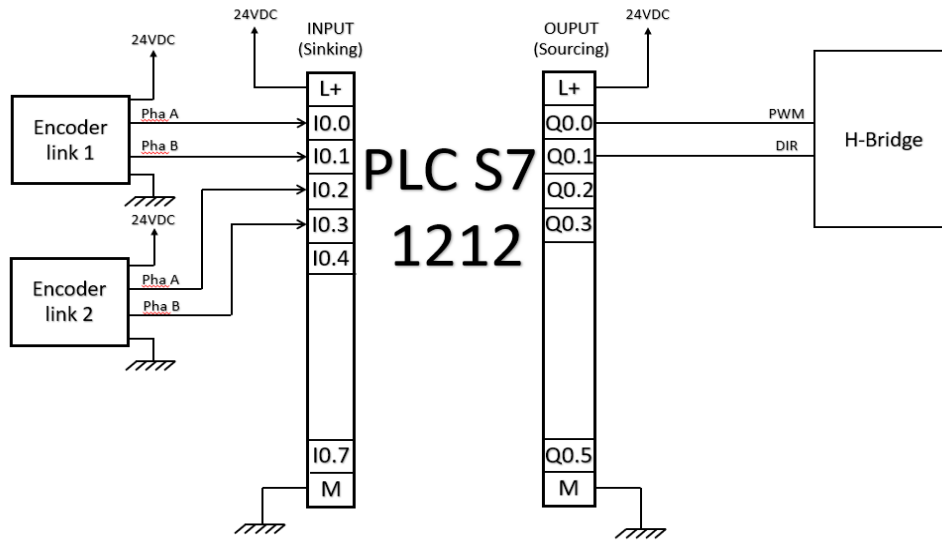 24VDC
INPUT
(Sinking)
OUPUT
(Sourcing)
24VDC
24VDC
L+
L+
Encoder
link 1
Pha A
Pha B
I0.0
I0.1
I0.2
I0.3
I0.4
I0.7
M
24VDC
Encoder
link 2
Pha A
Pha B
PLC S7
1212
Q0.0
Q0.1
Q0.2
Q0.3
Q0.5
M
PWM
DIR
H-Bridge